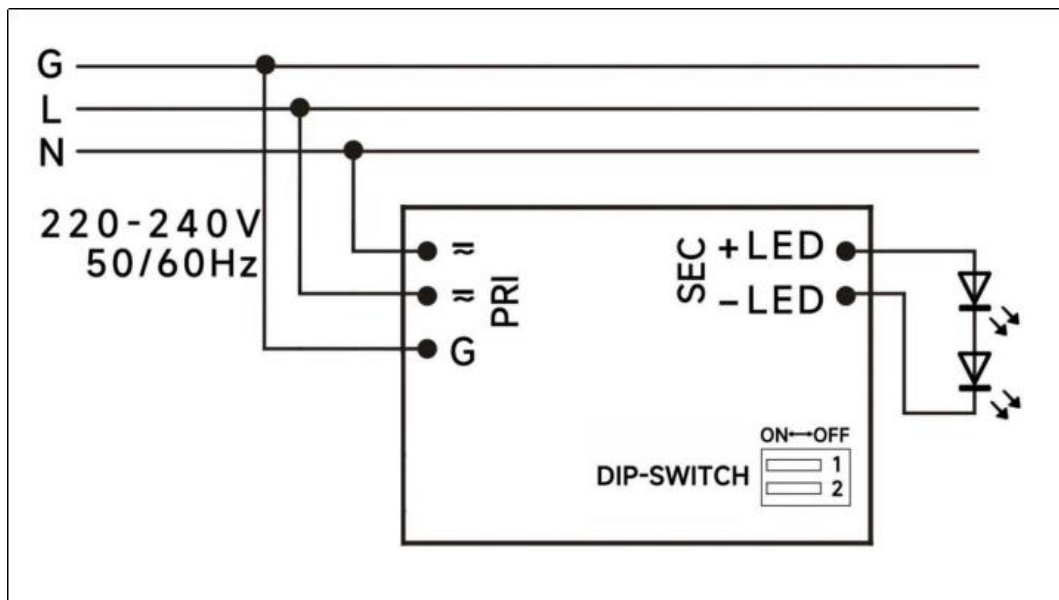 G
L
N
220-240V
50/60Hz
≂
≂
G
PRI
SEC
+LED
-LED
ON↔OFF
DIP-SWITCH
1
2